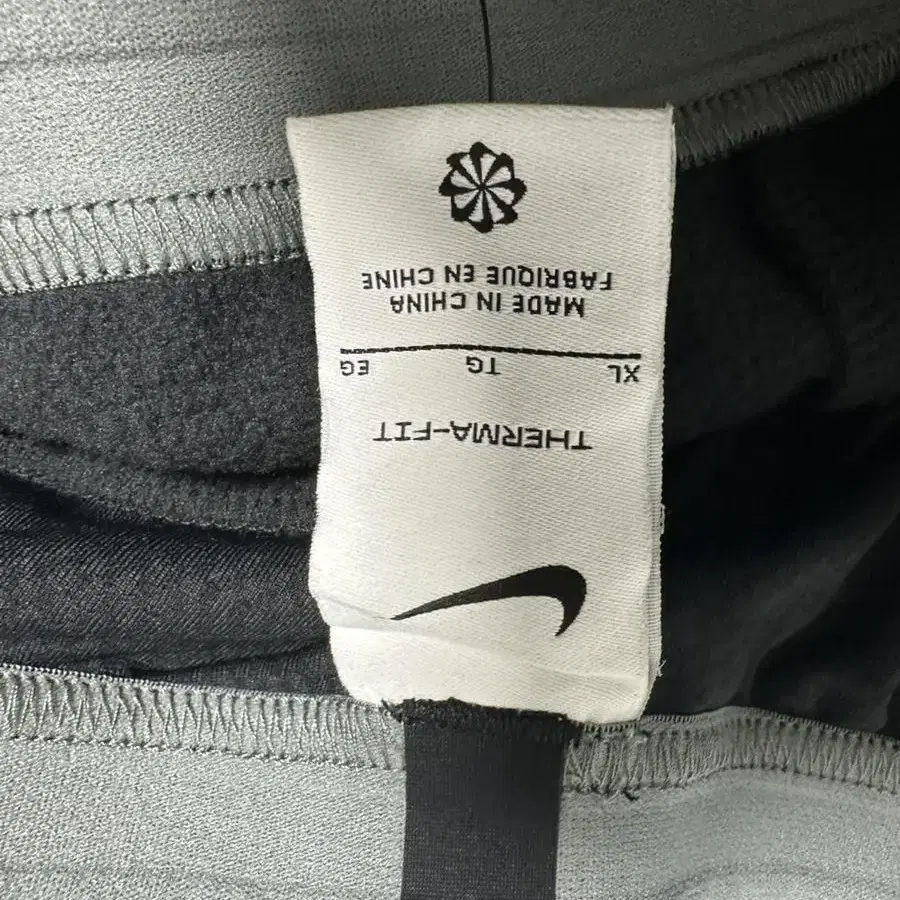 THERMA-FIT
XL TG EG
MADE IN CHINA
FABRIQUE EN CHINE